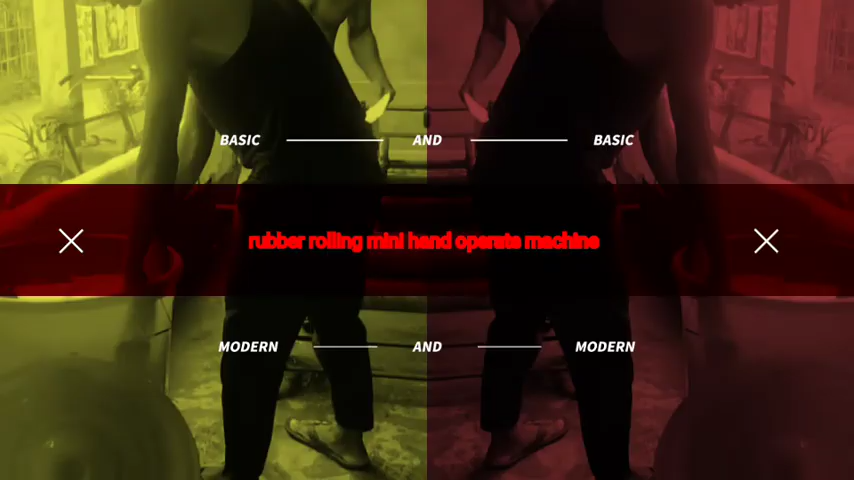 BASIC AND BASIC
rubber rolling mini hand operate machine
MODERN AND MODERN